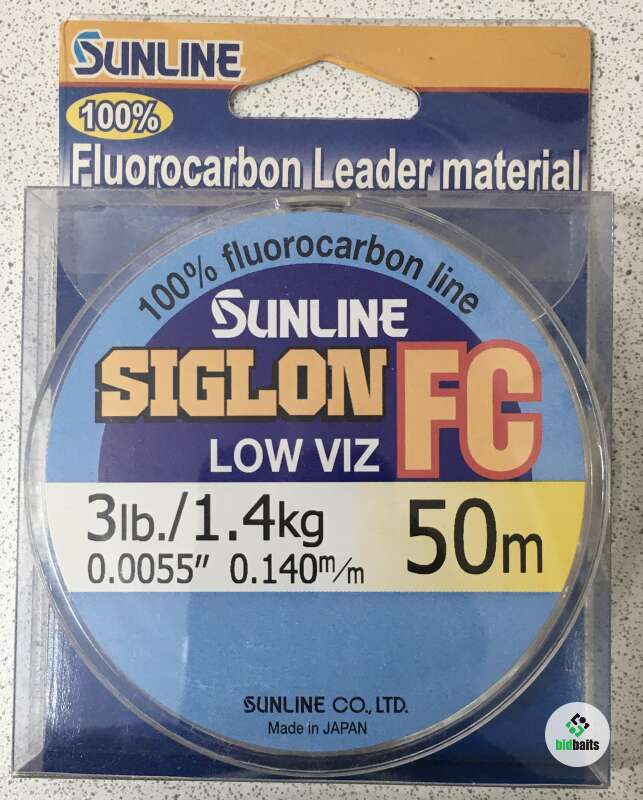 SUNLINE
100%
Fluorocarbon Leader material
100% fluorocarbon line
SUNLINE
SIGLON FC
LOW VIZ
3lb./1.4kg 50m
0.0055” 0.140m/m
SUNLINE CO., LTD.
Made in JAPAN
bidbaits